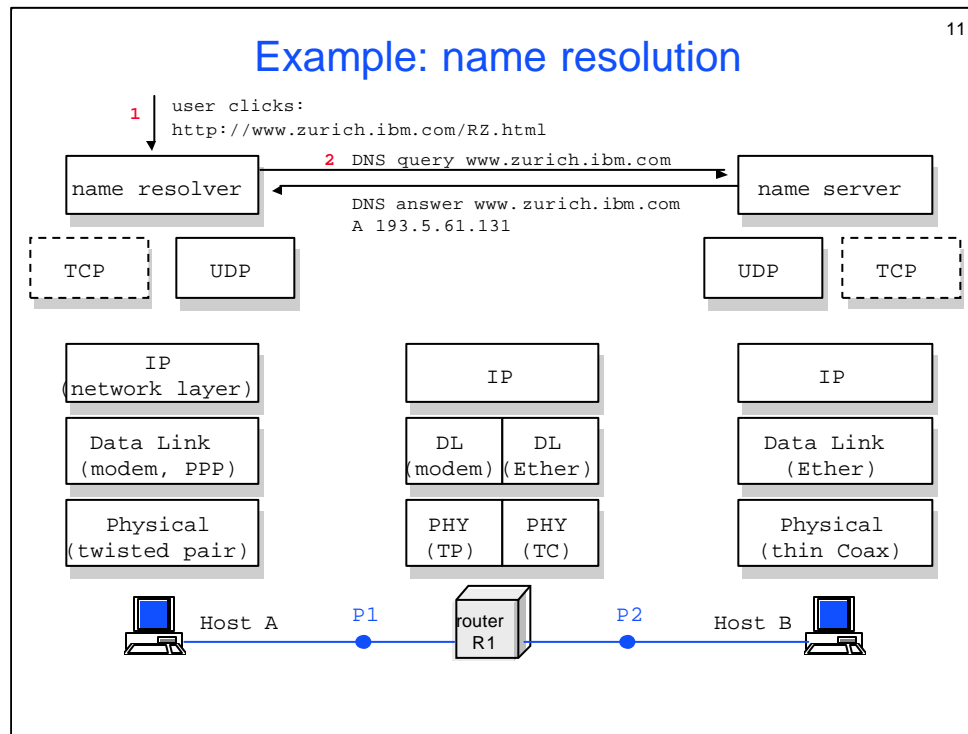 11
Example: name resolution
1
user clicks:
http://www.zurich.ibm.com/RZ.html
2 DNS query www.zurich.ibm.com
name resolver
name server
DNS answer www.zurich.ibm.com
A 193.5.61.131
TCP
UDP
UDP
TCP
IP
(network layer)
IP
IP
Data Link
(modem, PPP)
DL
(modem)
DL
(Ether)
Data Link
(Ether)
Physical
(twisted pair)
PHY
(TP)
PHY
(TC)
Physical
(thin Coax)
Host A
P1
router
R1
P2
Host B